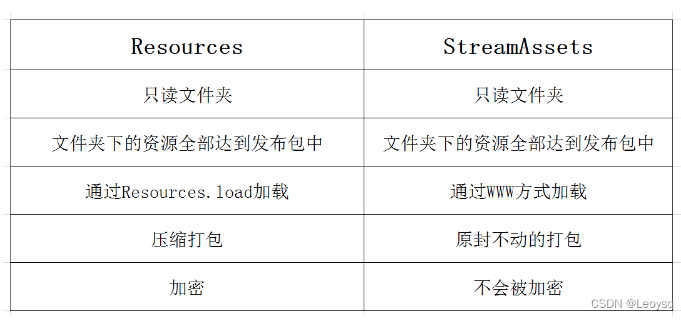 Resources StreamAssets
只读文件夹 只读文件夹
文件夹下的资源全部达到发布包中 文件夹下的资源全部达到发布包中
通过Resources.load加载 通过WWW方式加载
压缩打包 原封不动的打包
加密 不会被加密
CSDN @Leoysq